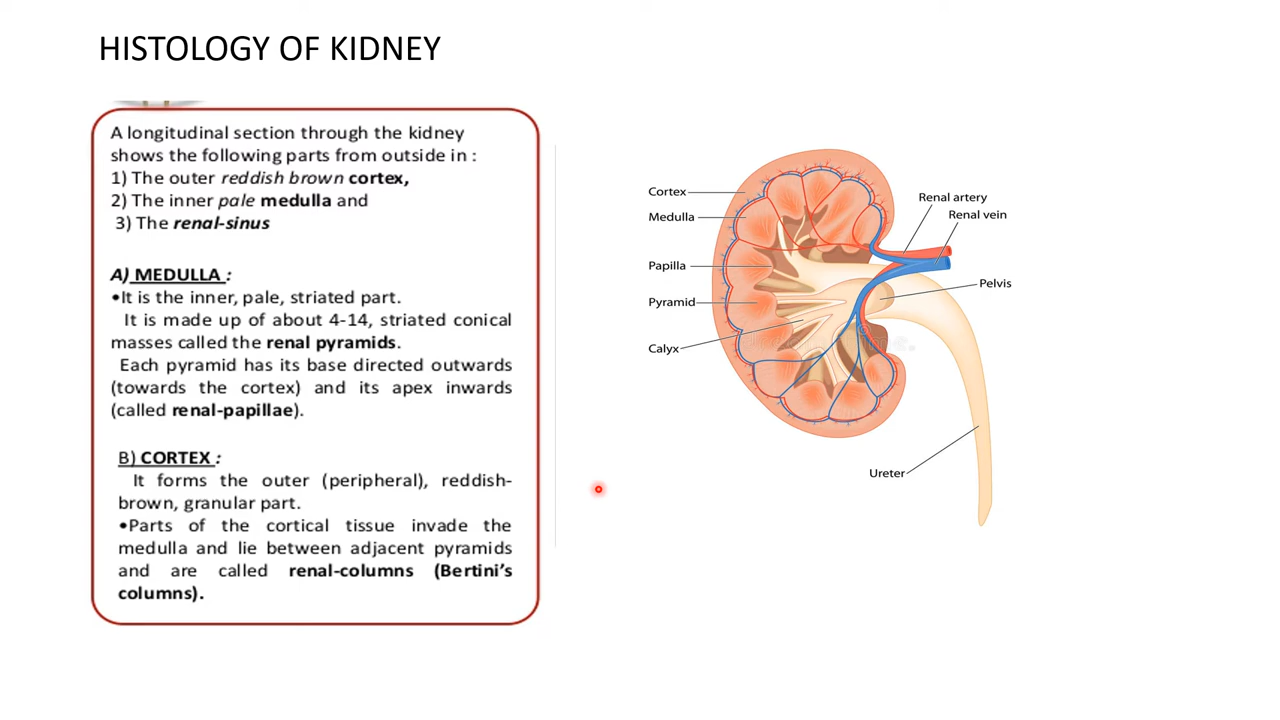 HISTOLOGY OF KIDNEY
A longitudinal section through the kidney
shows the following parts from outside in :
1) The outer reddish brown cortex,
2) The inner pale medulla and
3) The renal-sinus
A) MEDULLA :
•It is the inner, pale, striated part.
It is made up of about 4-14, striated conical
masses called the renal pyramids.
Each pyramid has its base directed outwards
(towards the cortex) and its apex inwards
(called renal-papillae).
B) CORTEX :
It forms the outer (peripheral), reddish-
brown, granular part.
•Parts of the cortical tissue invade the
medulla and lie between adjacent pyramids
and are called renal-columns (Bertini's
columns).
Cortex
Medulla
Papilla
Pyramid
Calyx
Renal artery
Renal vein
Pelvis
Ureter